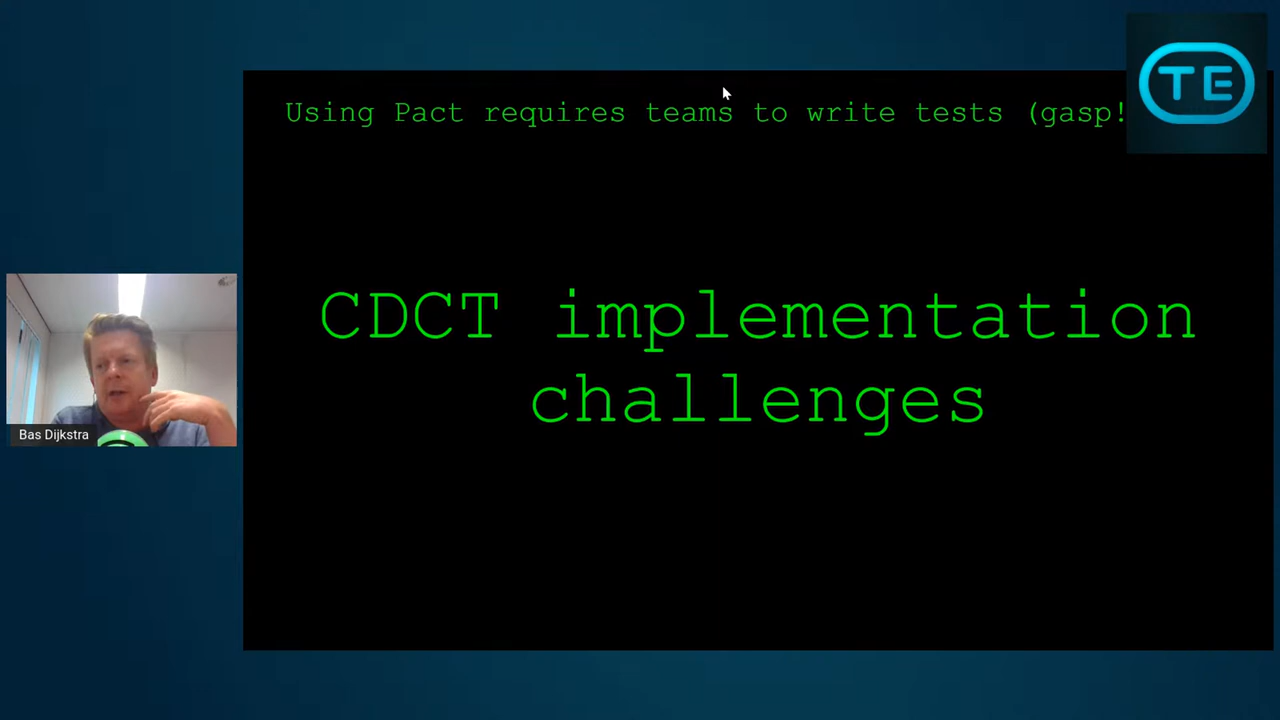 TE
Using Pact requires teams to write tests (gasp!
CDCT implementation
challenges
Bas Dijkstra